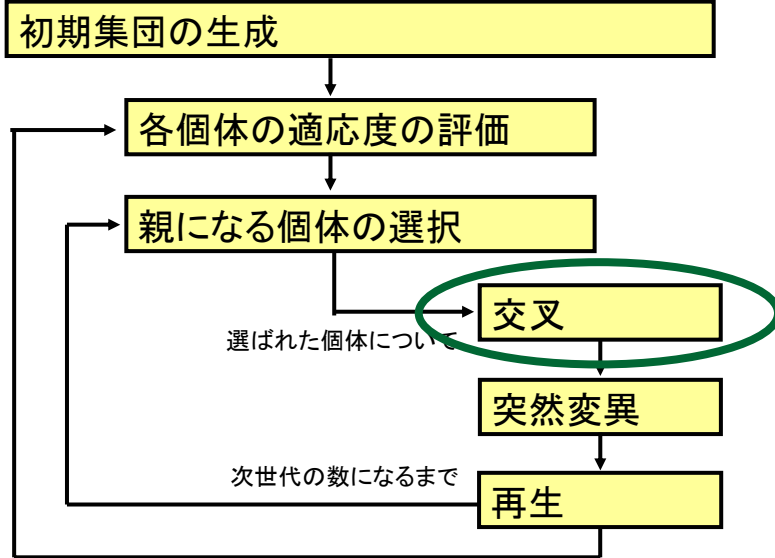 初期集団の生成
各個体の適応度の評価
親になる個体の選択
交叉
選ばれた個体について
突然変異
次世代の数になるまで
再生